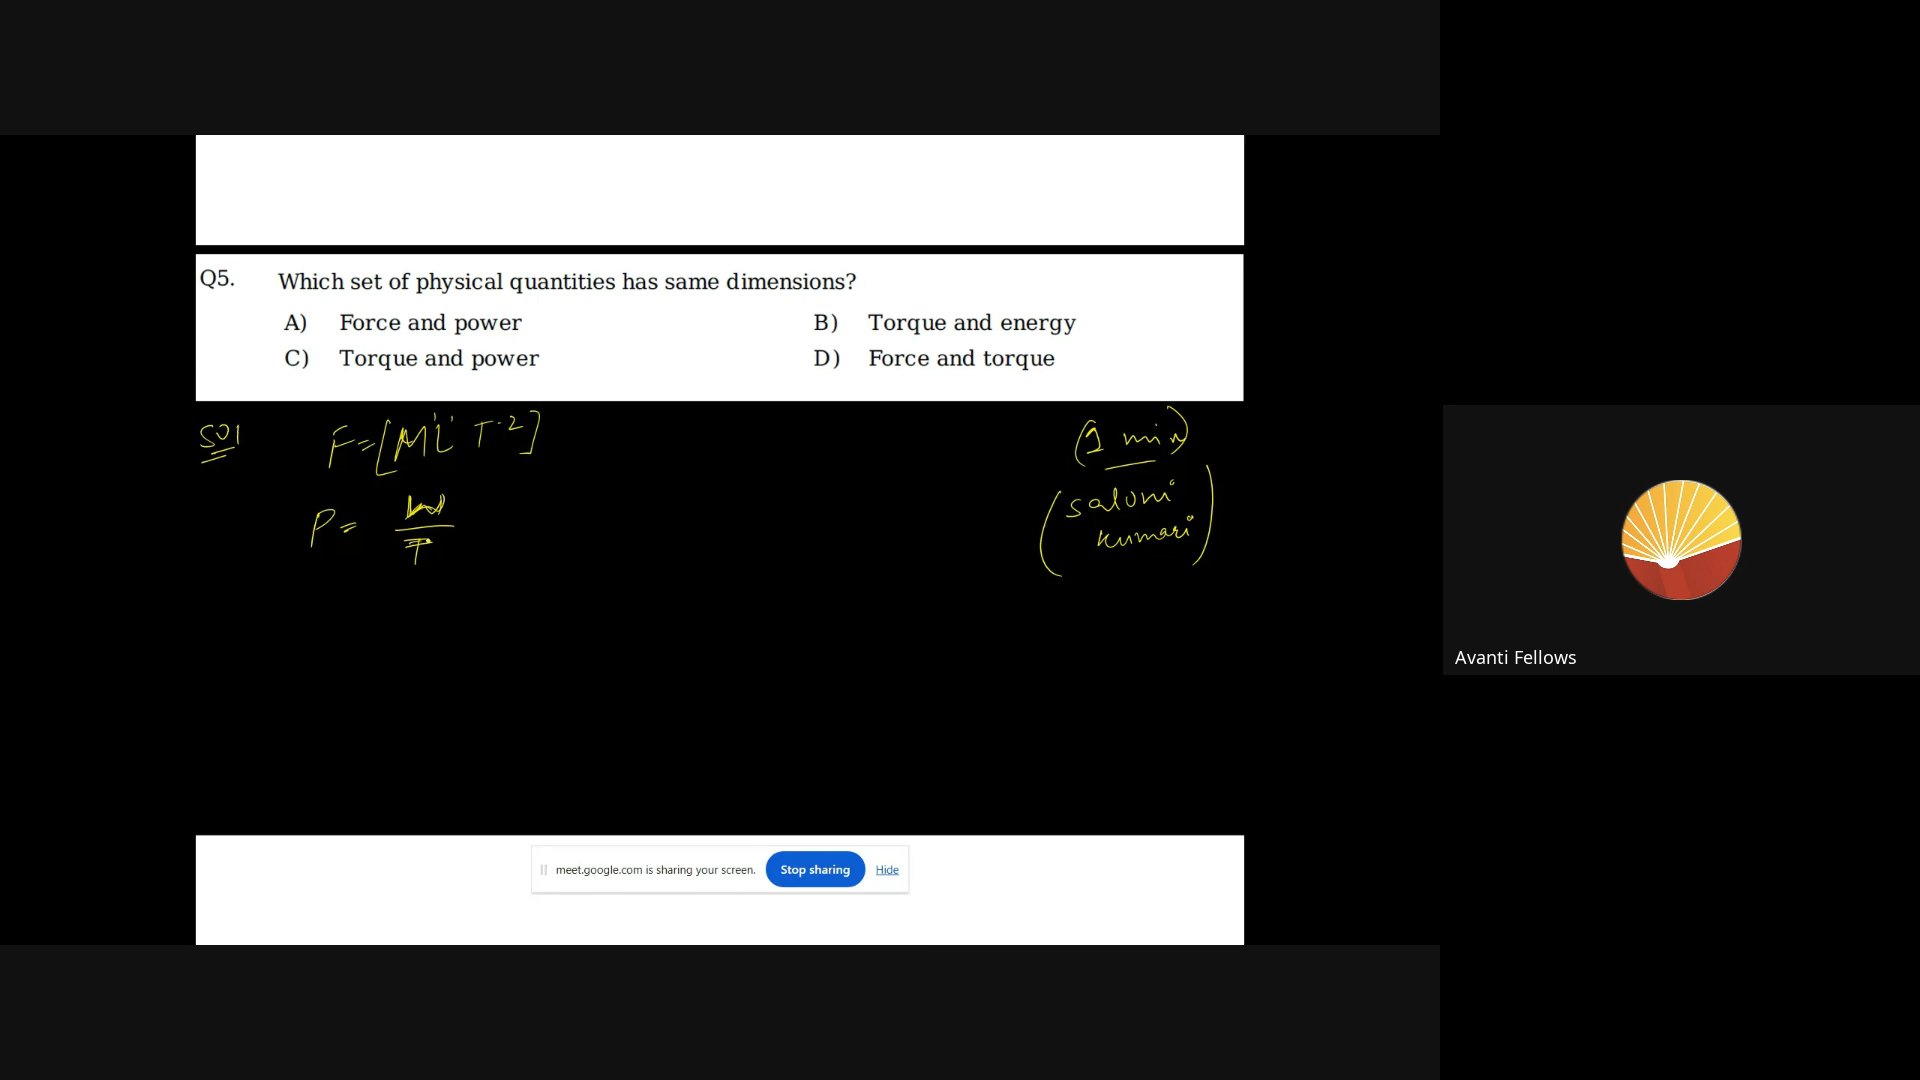 Q5. Which set of physical quantities has same dimensions?
A) Force and power B) Torque and energy
C) Torque and power D) Force and torque
Sol F=[M¹L¹ T⁻²] (1 min)
P= W/T (saloni
kumari)
Avanti Fellows
meet.google.com is sharing your screen. Stop sharing Hide